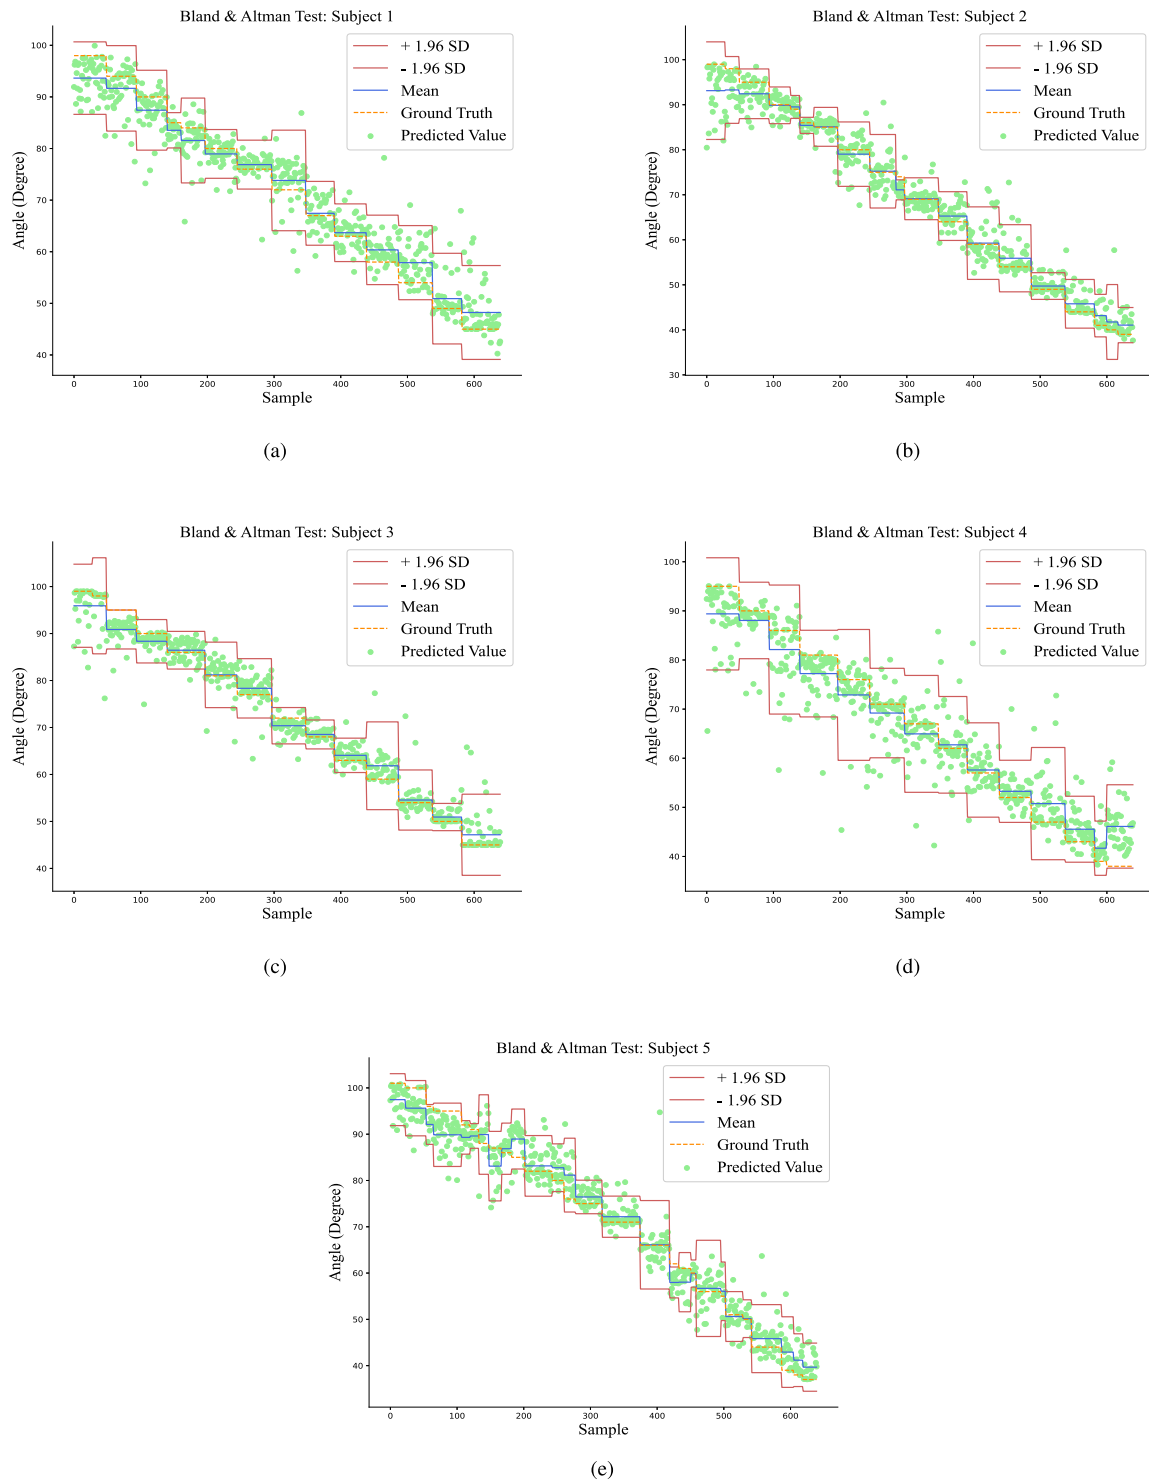 Bland & Altman Test: Subject 1
+ 1.96 SD
- 1.96 SD
Mean
Ground Truth
Predicted Value
Angle (Degree)
100
90
80
70
60
50
40
0 100 200 300 400 500 600
Sample
(a)
Bland & Altman Test: Subject 2
+ 1.96 SD
- 1.96 SD
Mean
Ground Truth
Predicted Value
Angle (Degree)
100
90
80
70
60
50
40
30
0 100 200 300 400 500 600
Sample
(b)
Bland & Altman Test: Subject 3
+ 1.96 SD
- 1.96 SD
Mean
Ground Truth
Predicted Value
Angle (Degree)
100
90
80
70
60
50
40
0 100 200 300 400 500 600
Sample
(c)
Bland & Altman Test: Subject 4
+ 1.96 SD
- 1.96 SD
Mean
Ground Truth
Predicted Value
Angle (Degree)
100
90
80
70
60
50
40
0 100 200 300 400 500 600
Sample
(d)
Bland & Altman Test: Subject 5
+ 1.96 SD
- 1.96 SD
Mean
Ground Truth
Predicted Value
Angle (Degree)
100
90
80
70
60
50
40
0 100 200 300 400 500 600
Sample
(e)